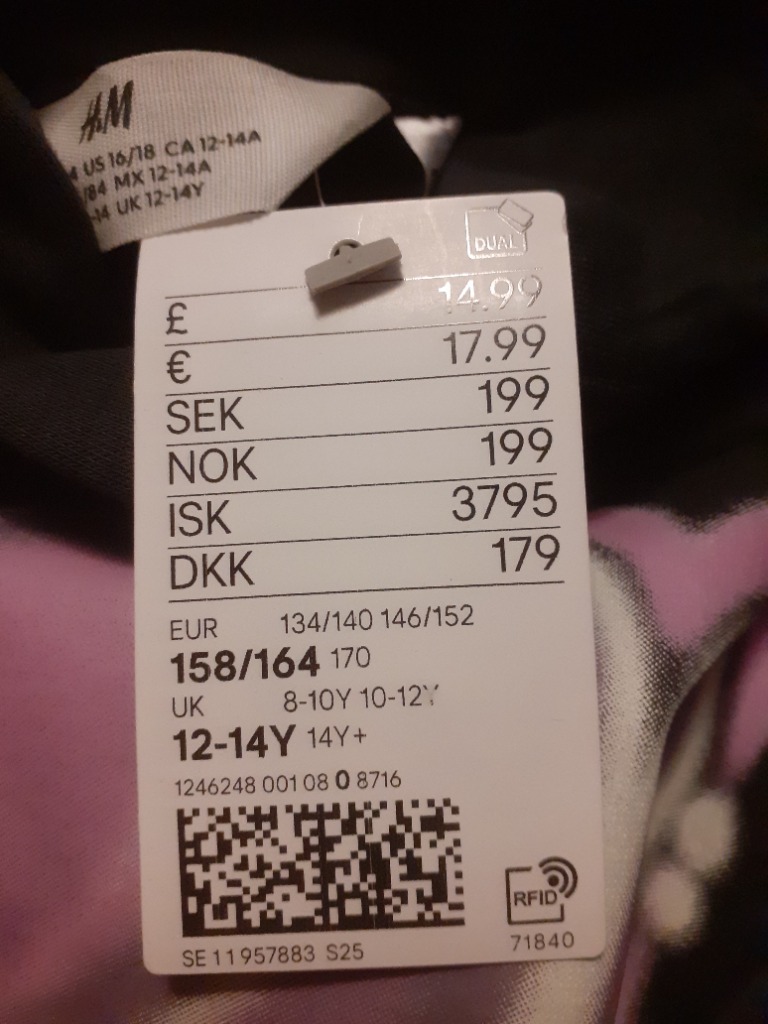 H&M
US 16/18 CA 12-14A
/84 MX 12-14A
-14 UK 12-14Y
DUAL
£ 14.99
€ 17.99
SEK 199
NOK 199
ISK 3795
DKK 179
EUR 134/140 146/152
158/164 170
UK 8-10Y 10-12Y
12-14Y 14Y+
1246248 001 08 0 8716
RFID
71840
SE 11957883 S25